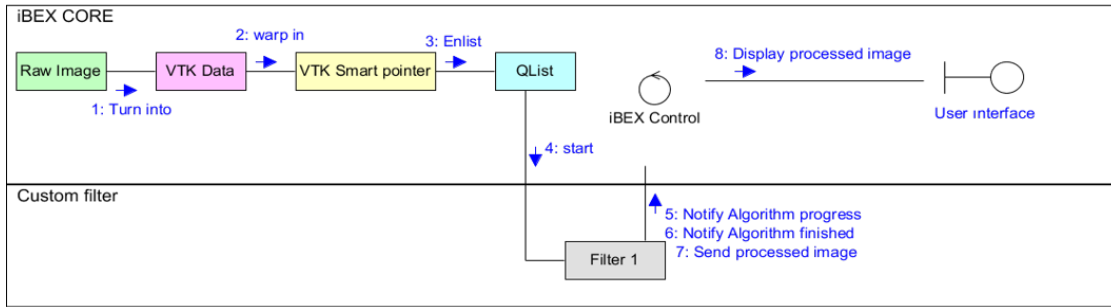 iBEX CORE
2: warp in
3: Enlist
8: Display processed image
Raw Image
VTK Data
VTK Smart pointer
QList
1: Turn into
iBEX Control
User interface
4: start
Custom filter
5: Notify Algorithm progress
6: Notify Algorithm finished
7: Send processed image
Filter 1